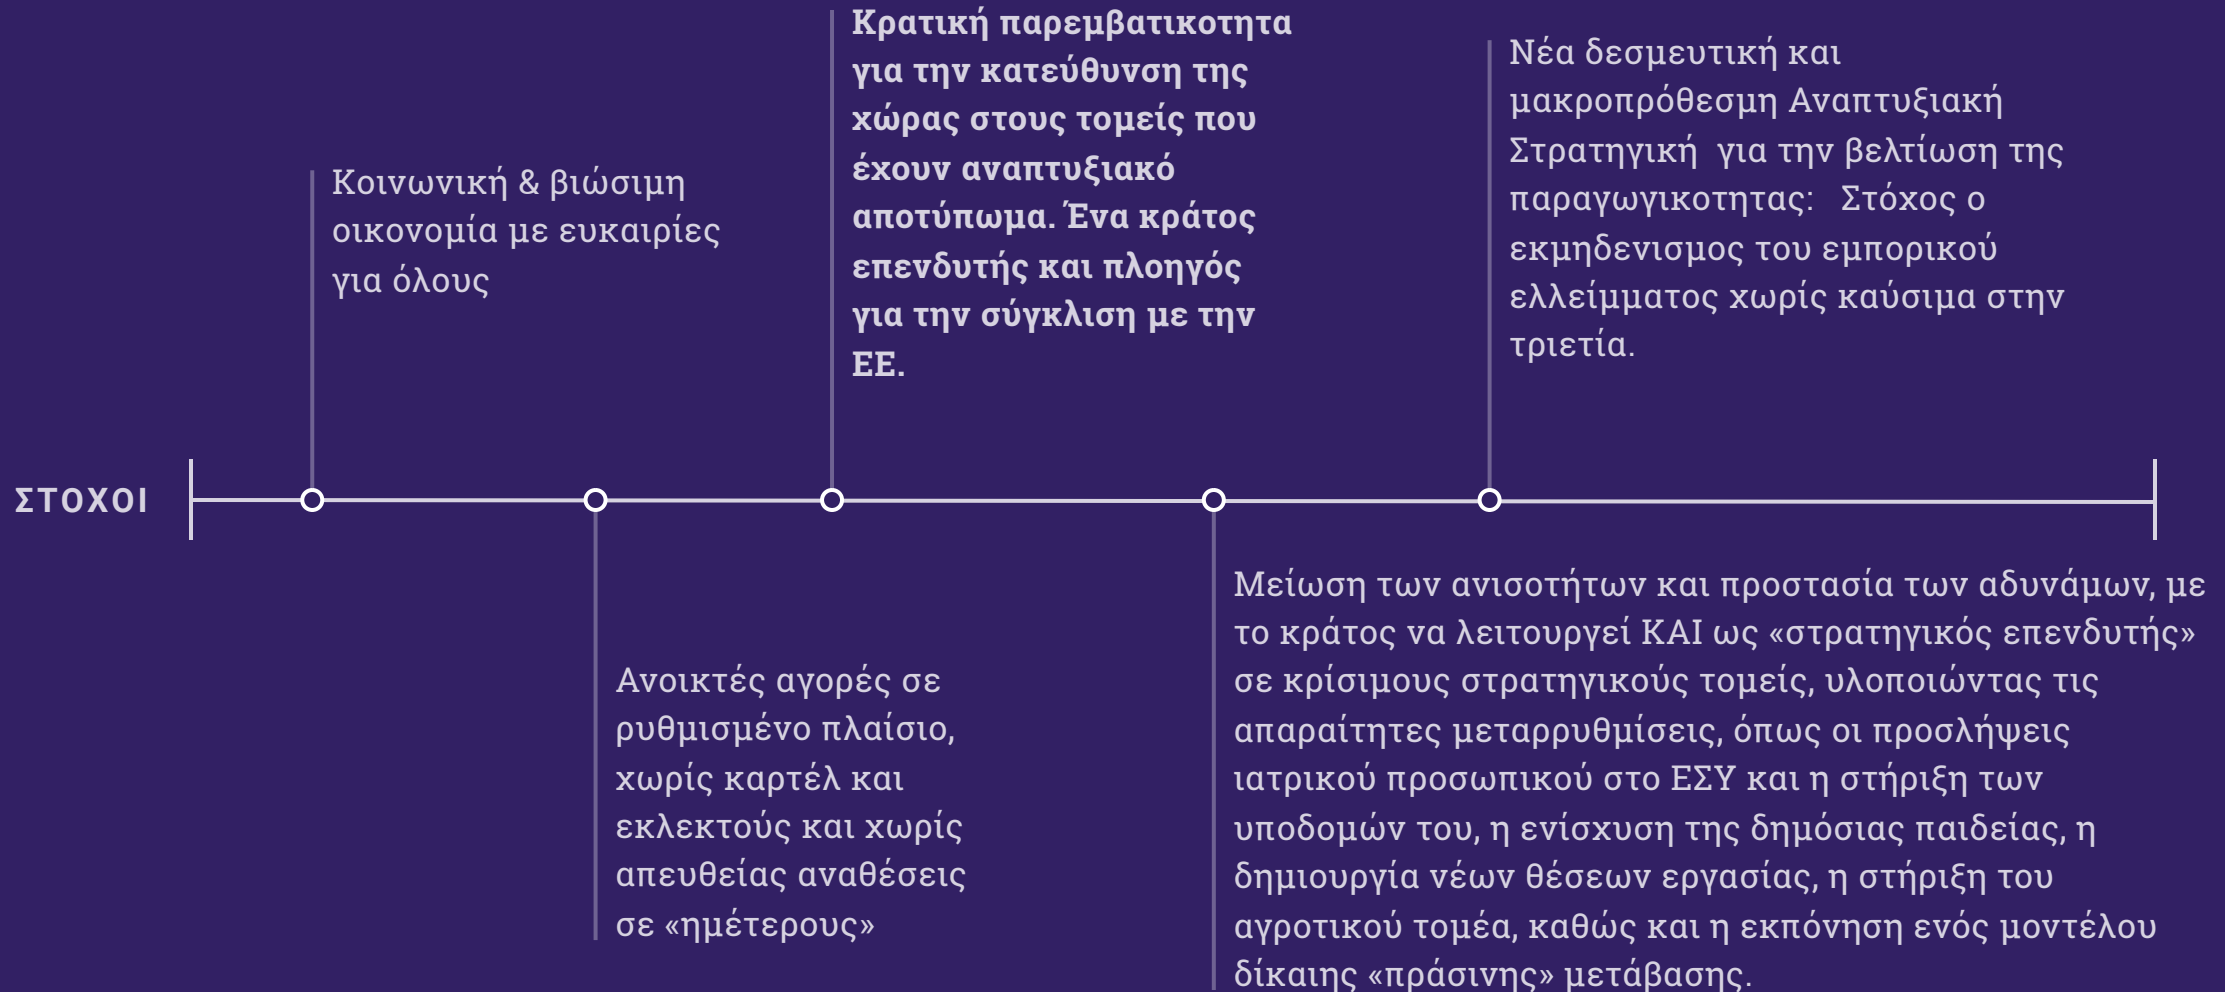 Κρατική παρεμβατικοτητα
για την κατεύθυνση της
χώρας στους τομείς που
έχουν αναπτυξιακό
αποτύπωμα. Ένα κράτος
επενδυτής και πλοηγός
για την σύγκλιση με την
ΕΕ.
Νέα δεσμευτική και
μακροπρόθεσμη Αναπτυξιακή
Στρατηγική  για την βελτίωση της
παραγωγικοτητας:   Στόχος ο
εκμηδενισμος του εμπορικού
ελλείμματος χωρίς καύσιμα στην
τριετία.
Κοινωνική & βιώσιμη
οικονομία με ευκαιρίες
για όλους
ΣΤΟΧΟΙ
Ανοικτές αγορές σε
ρυθμισμένο πλαίσιο,
χωρίς καρτέλ και
εκλεκτούς και χωρίς
απευθείας αναθέσεις
σε «ημέτερους»
Μείωση των ανισοτήτων και προστασία των αδυνάμων, με
το κράτος να λειτουργεί ΚΑΙ ως «στρατηγικός επενδυτής»
σε κρίσιμους στρατηγικούς τομείς, υλοποιώντας τις
απαραίτητες μεταρρυθμίσεις, όπως οι προσλήψεις
ιατρικού προσωπικού στο ΕΣΥ και η στήριξη των
υποδομών του, η ενίσχυση της δημόσιας παιδείας, η
δημιουργία νέων θέσεων εργασίας, η στήριξη του
αγροτικού τομέα, καθώς και η εκπόνηση ενός μοντέλου
δίκαιης «πράσινης» μετάβασης.